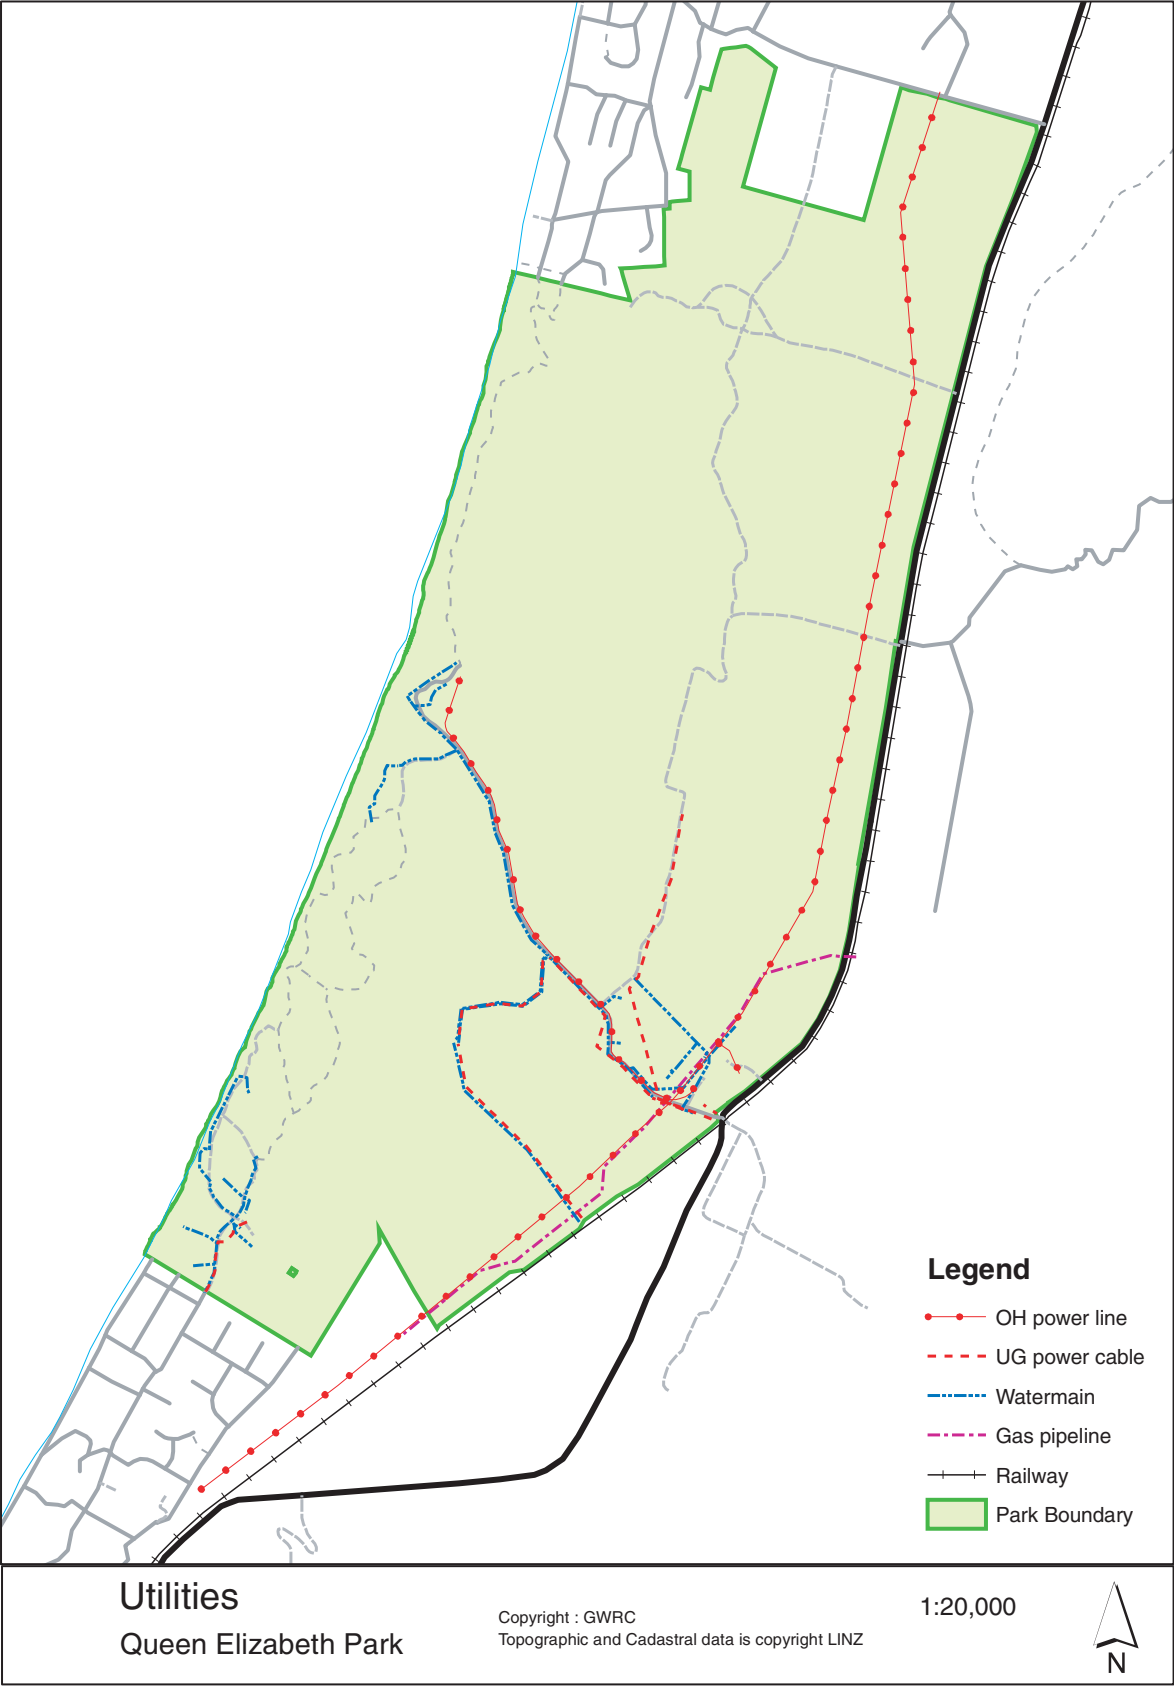 Legend
OH power line
UG power cable
Watermain
Gas pipeline
Railway
Park Boundary
Utilities
Queen Elizabeth Park
Copyright : GWRC
Topographic and Cadastral data is copyright LINZ
1:20,000
N